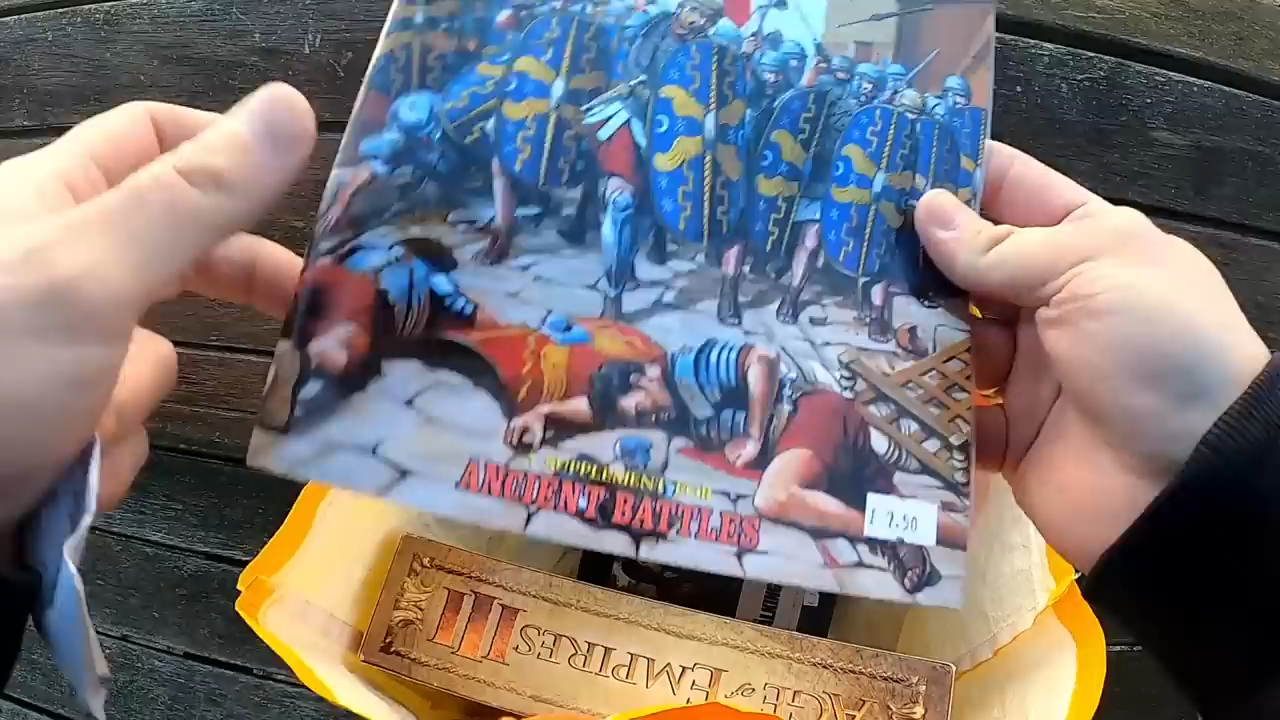 A SUPPLEMENT FOR
ANCIENT BATTLES
£ 7.50
AGE of
EMPIRES III